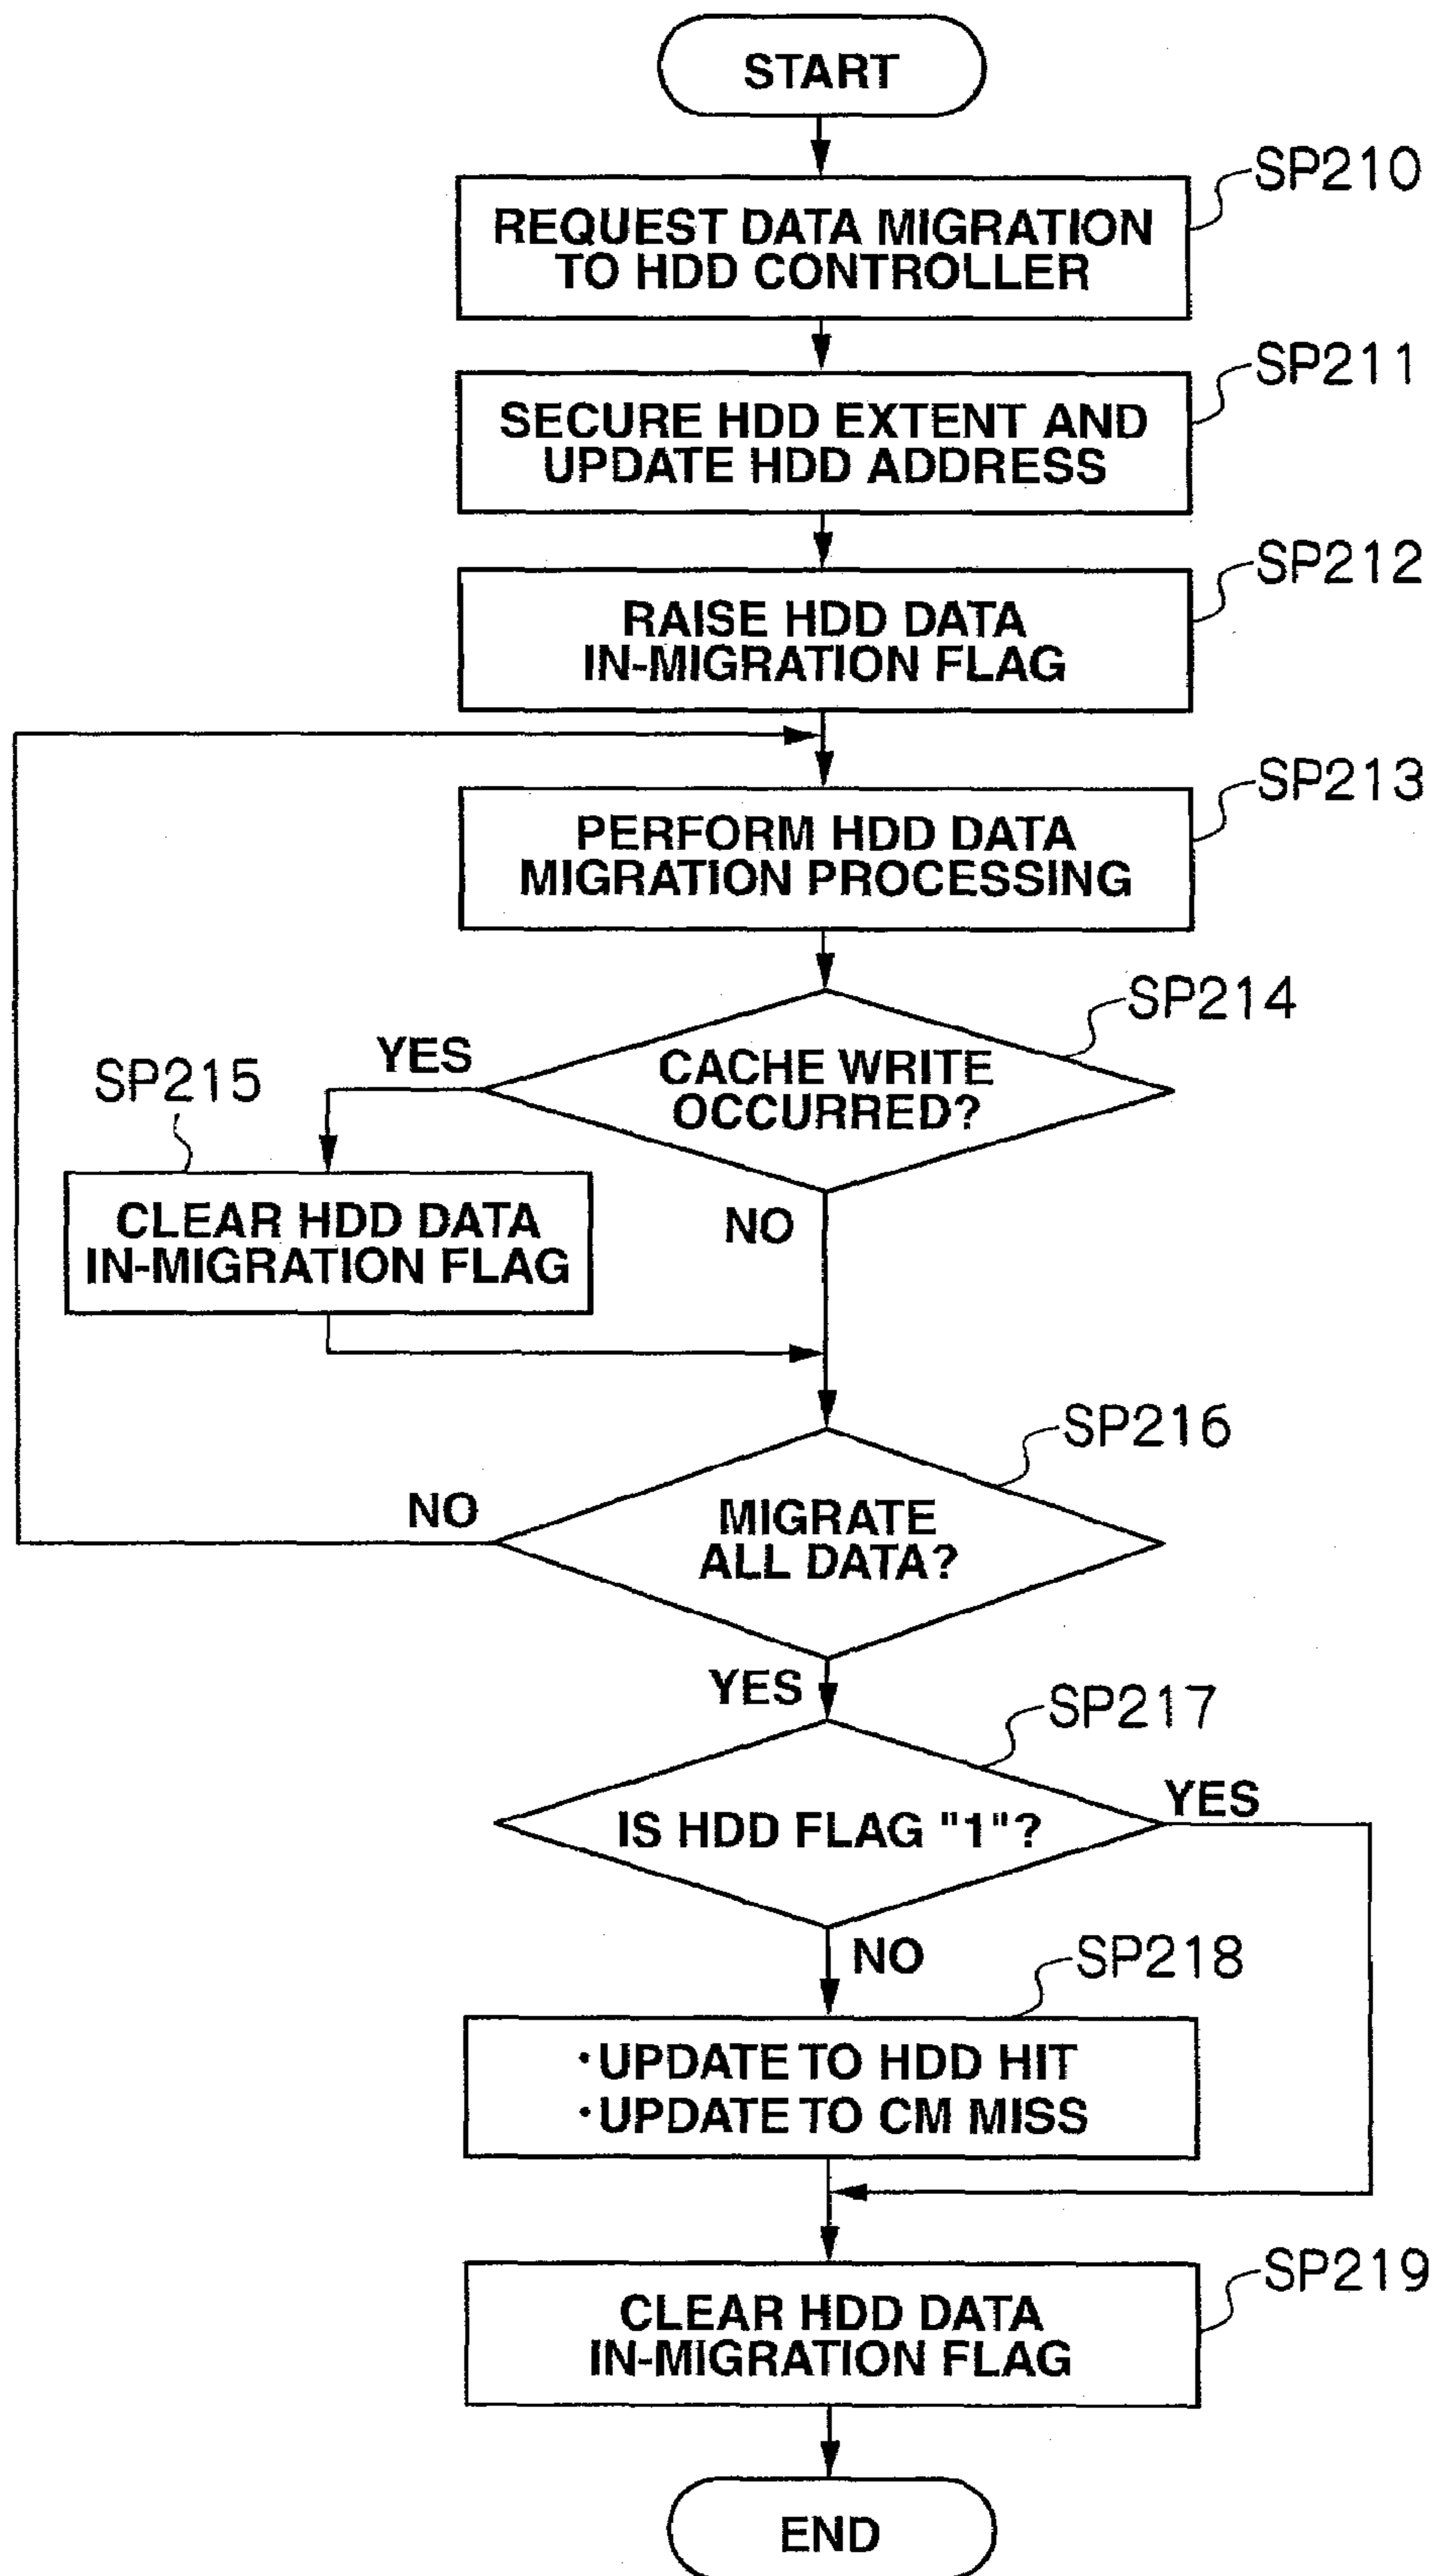 START
SP210
REQUEST DATA MIGRATION
TO HDD CONTROLLER
SP211
SECURE HDD EXTENT AND
UPDATE HDD ADDRESS
SP212
RAISE HDD DATA
IN-MIGRATION FLAG
SP213
PERFORM HDD DATA
MIGRATION PROCESSING
SP214
CACHE WRITE
OCCURRED?
YES
SP215
CLEAR HDD DATA
IN-MIGRATION FLAG
NO
SP216
MIGRATE
ALL DATA?
NO
YES
SP217
IS HDD FLAG "1"?
YES
NO
SP218
·UPDATE TO HDD HIT
·UPDATE TO CM MISS
SP219
CLEAR HDD DATA
IN-MIGRATION FLAG
END